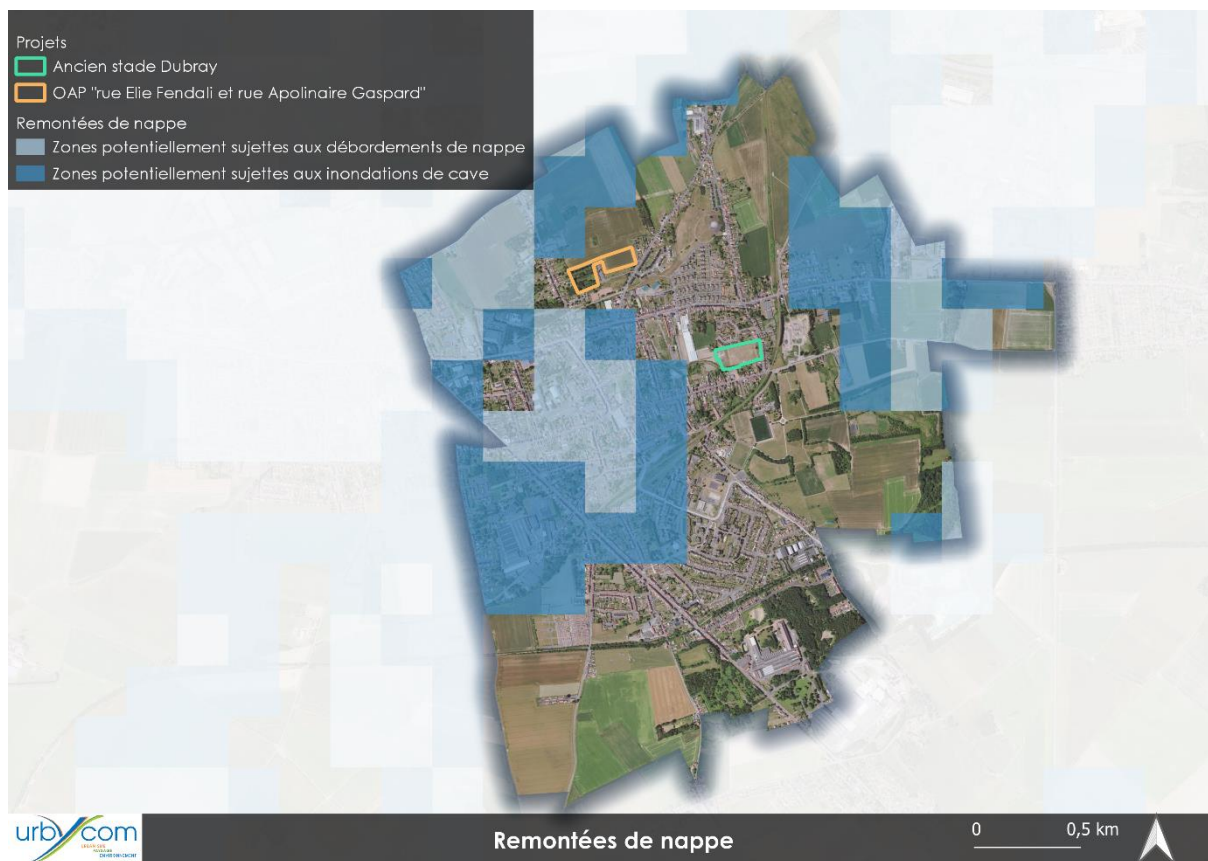 Projets
Ancien stade Dubray
OAP "rue Elie Fendali et rue Apolinaire Gaspard"
Remontées de nappe
Zones potentiellement sujettes aux débordements de nappe
Zones potentiellement sujettes aux inondations de cave
urbycom
ENVIRONNEMENT
Remontées de nappe
0 0,5 km